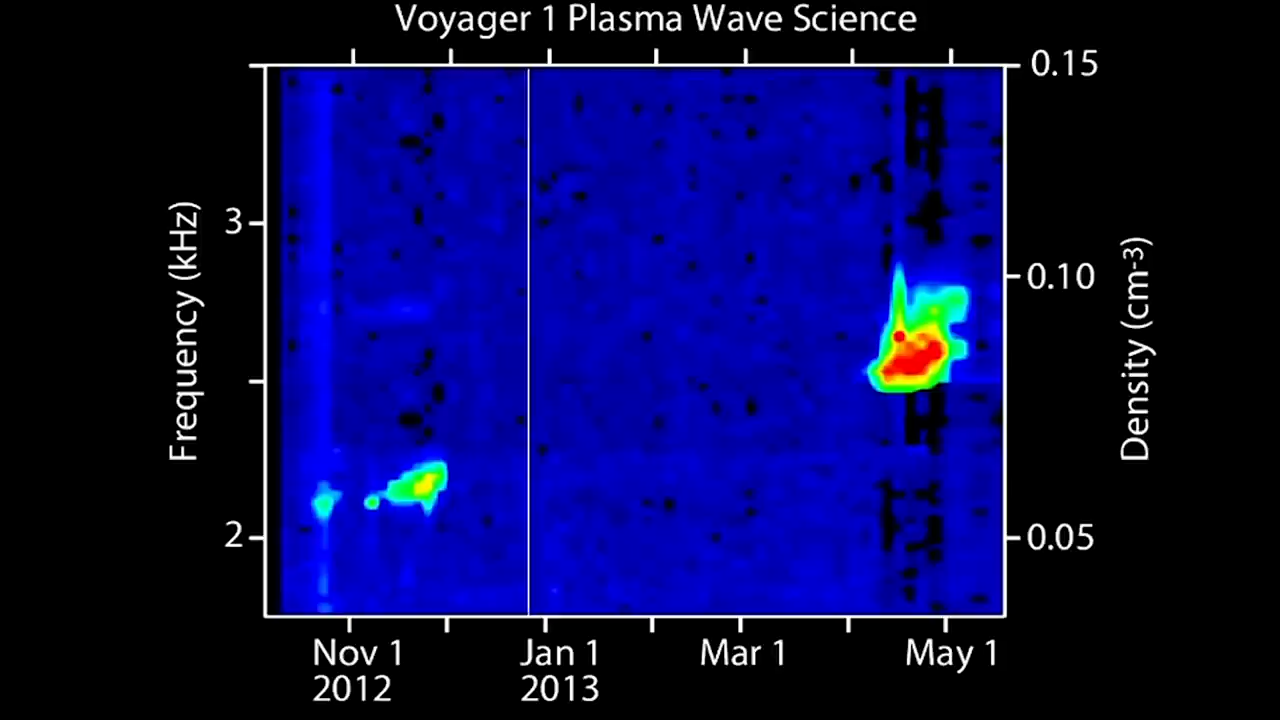 Voyager 1 Plasma Wave Science
0.15
3
0.10
2
0.05
Frequency (kHz)
Density (cm-3)
Nov 1
2012
Jan 1
2013
Mar 1
May 1